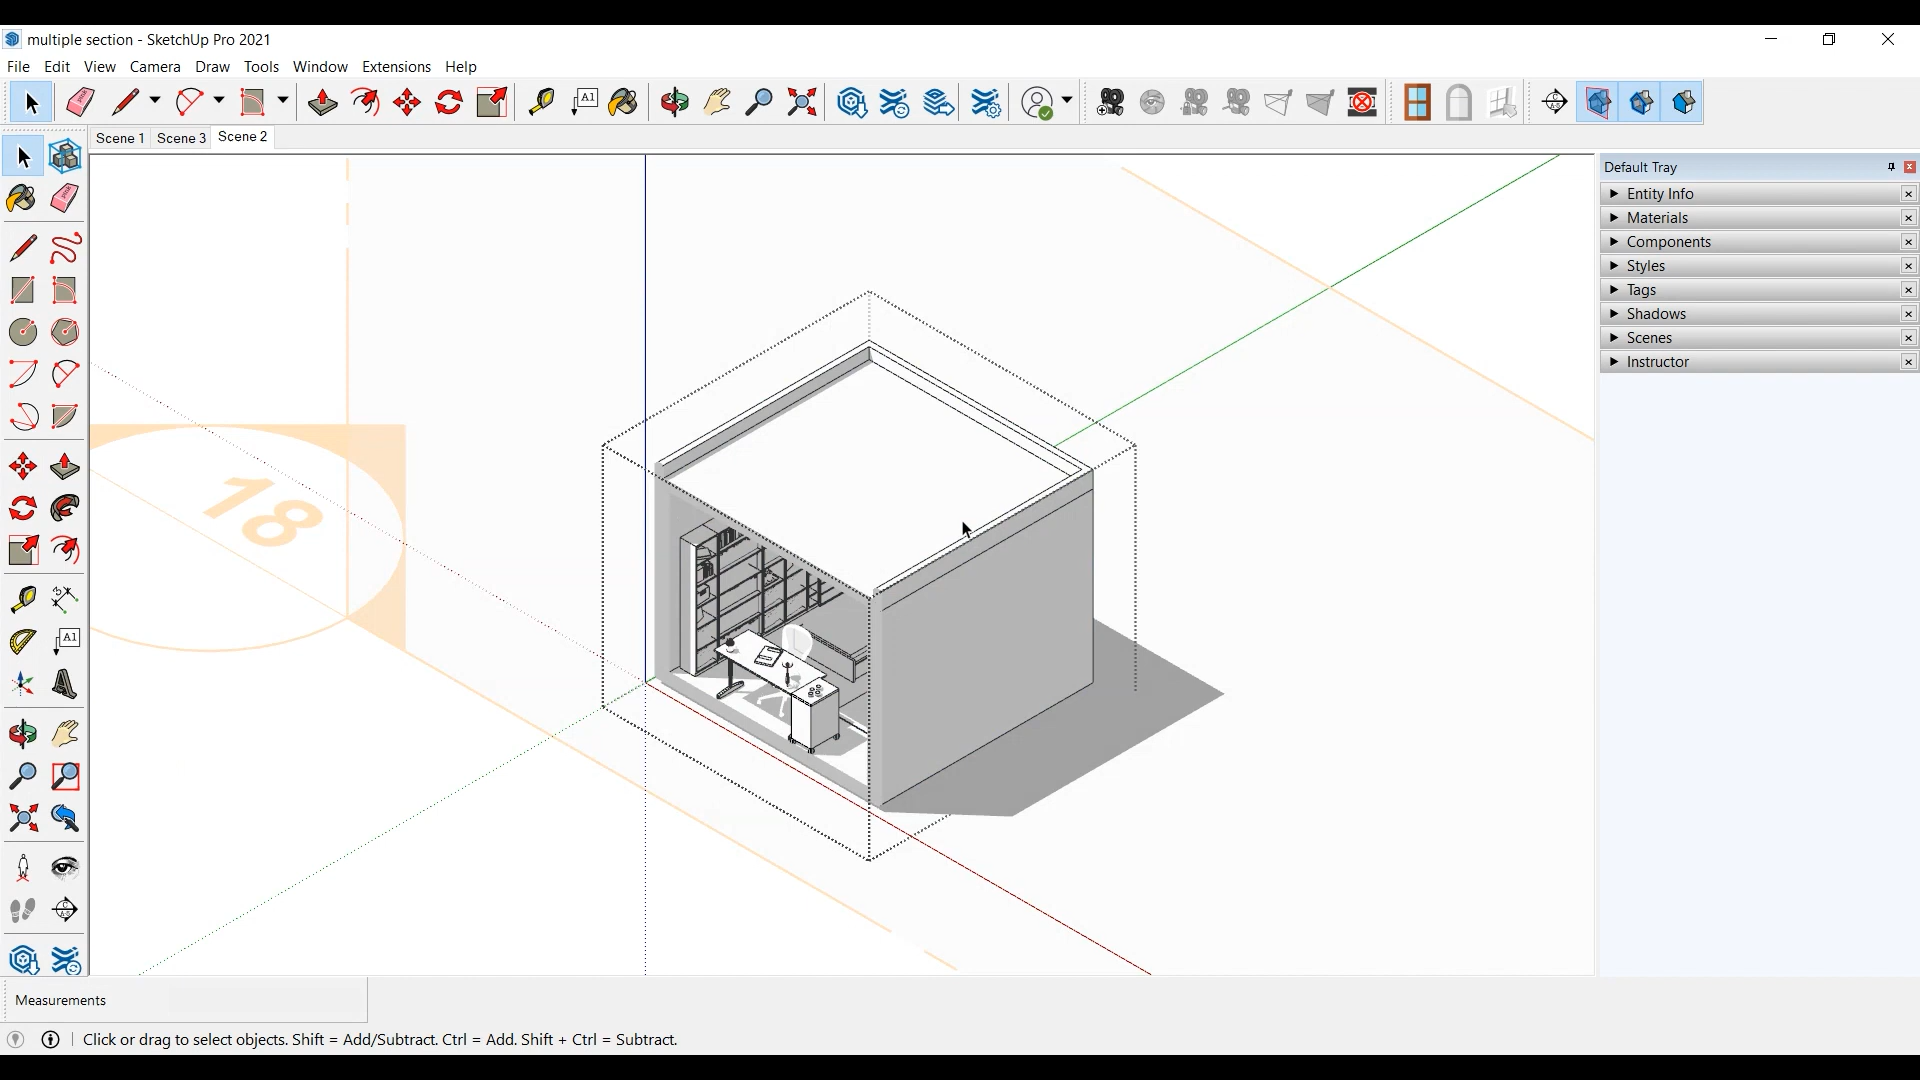 multiple section - SketchUp Pro 2021
File Edit View Camera Draw Tools Window Extensions Help
Scene 1 Scene 3 Scene 2
Default Tray
Entity Info
Materials
Components
Styles
Tags
Shadows
Scenes
Instructor
18
Measurements
Click or drag to select objects. Shift = Add/Subtract. Ctrl = Add. Shift + Ctrl = Subtract.